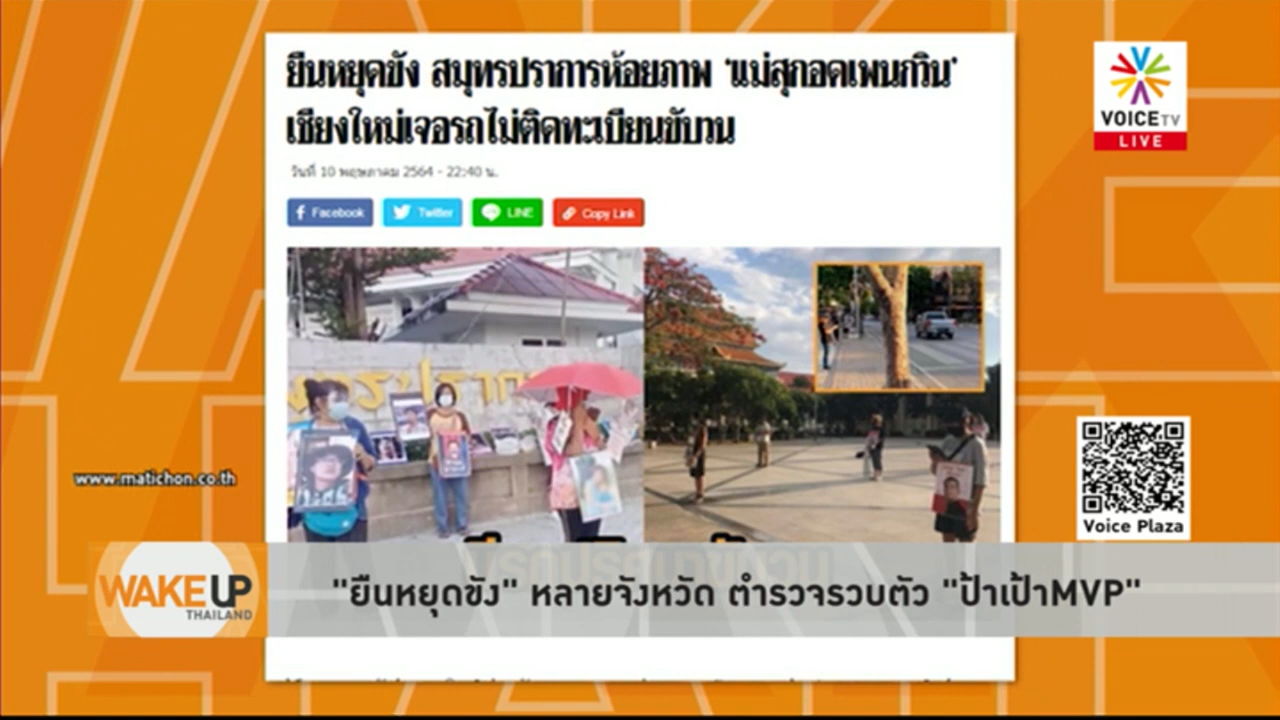 ยืนหยุดขัง สมุทรปราการห้อยภาพ ‘แม่สุกอดเพนกวิน’
เชียงใหม่เจอรถไม่ติดทะเบียนขับวน
วันที่ 10 พฤษภาคม 2564 - 22:40 น.
Facebook
Twitter
LINE
Copy Link
VOICETV
LIVE
www.matichon.co.th
Voice Plaza
WAKEUP
THAILAND
"ยืนหยุดขัง" หลายจังหวัด ตำรวจรวบตัว "ป้าเป้าMVP"